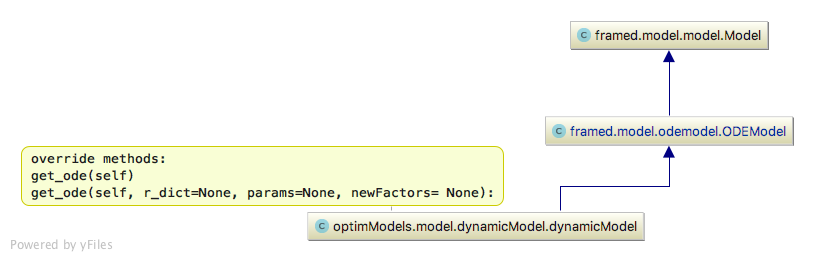 C framed.model.model.Model
C framed.model.odemodel.ODEModel
override methods:
get_ode(self)
get_ode(self, r_dict=None, params=None, newFactors= None):
C optimModels.model.dynamicModel.dynamicModel
Powered by yFiles